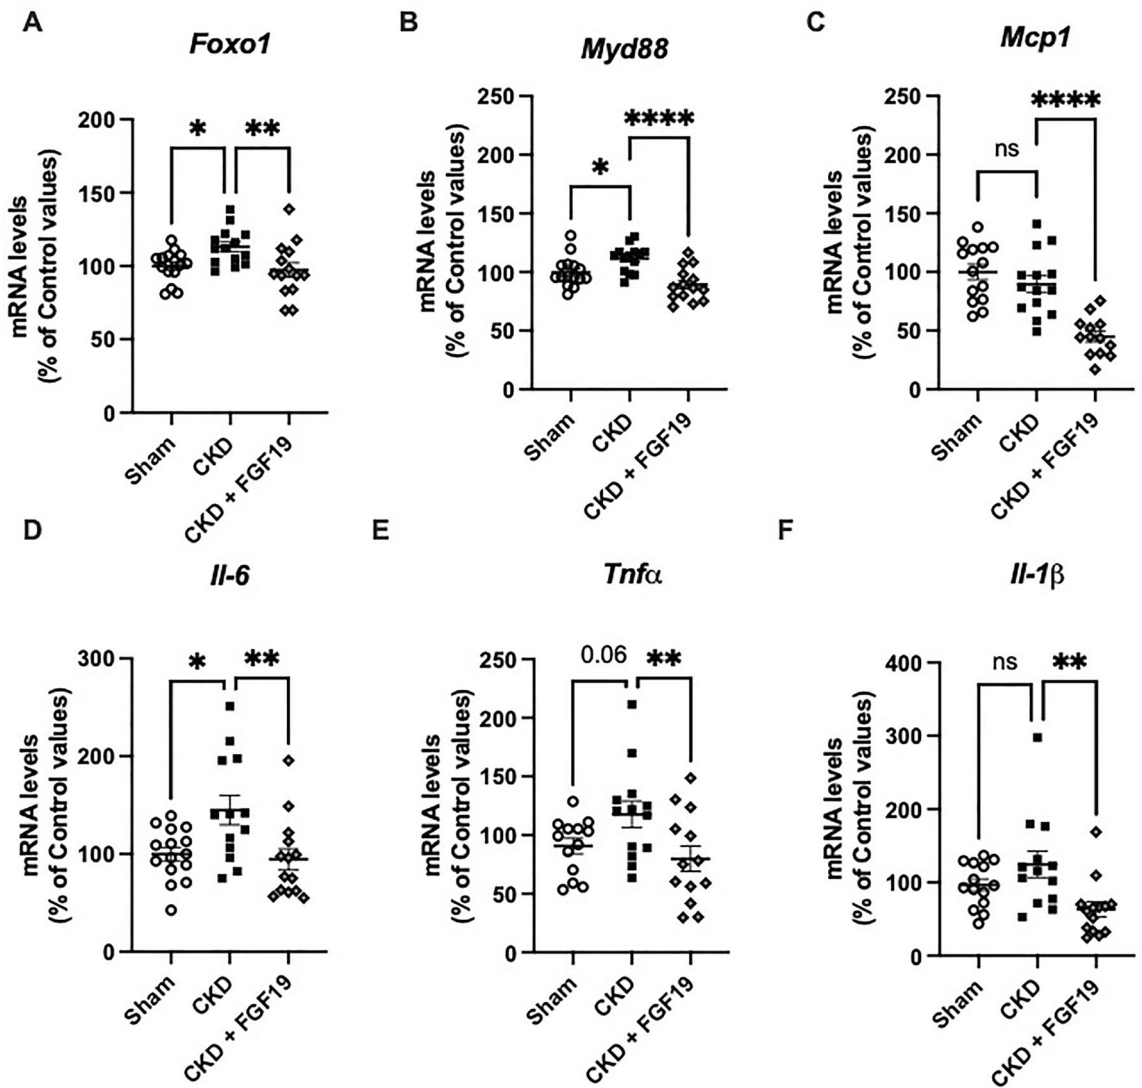 A
Foxo1
mRNA levels
(% of Control values)
200
150
100
50
0
* **
Sham
CKD
CKD + FGF19
B
Myd88
mRNA levels
(% of Control values)
250
200
150
100
50
0
* ****
Sham
CKD
CKD + FGF19
C
Mcp1
mRNA levels
(% of Control values)
250
200
150
100
50
0
ns ****
Sham
CKD
CKD + FGF19
D
Il-6
mRNA levels
(% of Control values)
300
200
100
0
* **
Sham
CKD
CKD + FGF19
E
Tnfα
mRNA levels
(% of Control values)
250
200
150
100
50
0
0.06 **
Sham
CKD
CKD + FGF19
F
Il-1β
mRNA levels
(% of Control values)
400
300
200
100
0
ns **
Sham
CKD
CKD + FGF19